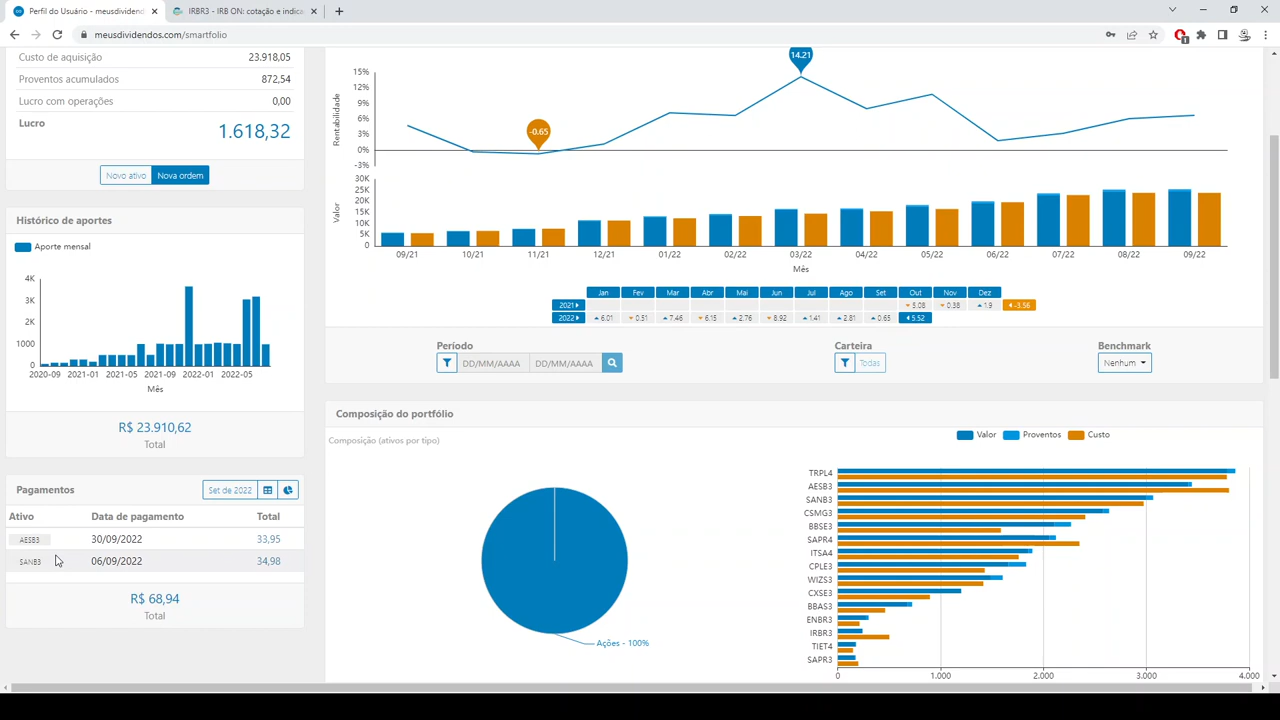 Perfil do Usuário - meusdividend
IRBR3 - IRB ON: cotação e indica
meusdividendos.com/smartfolio
Custo de aquisição 23.918,05
Proventos acumulados 872,54
Lucro com operações 0,00
Lucro 1.618,32
Novo ativo Nova ordem
Histórico de aportes
Aporte mensal
4K
3K
2K
1000
0
2020-09 2021-01 2021-05 2021-09 2022-01 2022-05
Mês
R$ 23.910,62
Total
Pagamentos Set de 2022
Ativo Data de pagamento Total
AESB3 30/09/2022 33,95
SANB3 06/09/2022 34,98
R$ 68,94
Total
14.21
-0.65
Rentabilidade
15%
12%
9%
6%
3%
0%
-3%
Valor
30K
25K
20K
15K
10K
5K
0
09/21 10/21 11/21 12/21 01/22 02/22 03/22 04/22 05/22 06/22 07/22 08/22 09/22
Mês
Jan Fev Mar Abr Mai Jun Jul Ago Set Out Nov Dez
2021 5.08 0.38 1.9 -3.56
2022 6.01 0.51 7.46 6.15 2.76 8.92 1.41 2.81 0.65 5.52
Período Carteira Benchmark
DD/MM/AAAA DD/MM/AAAA Todas Nenhum
Composição do portfólio
Composição (ativos por tipo)
Ações - 100%
Valor Proventos Custo
TRPL4
AESB3
SANB3
CSMG3
BBSE3
SAPR4
ITSA4
CPLE3
WIZS3
CXSE3
BBAS3
ENBR3
IRBR3
TIET4
SAPR3
0 1.000 2.000 3.000 4.000